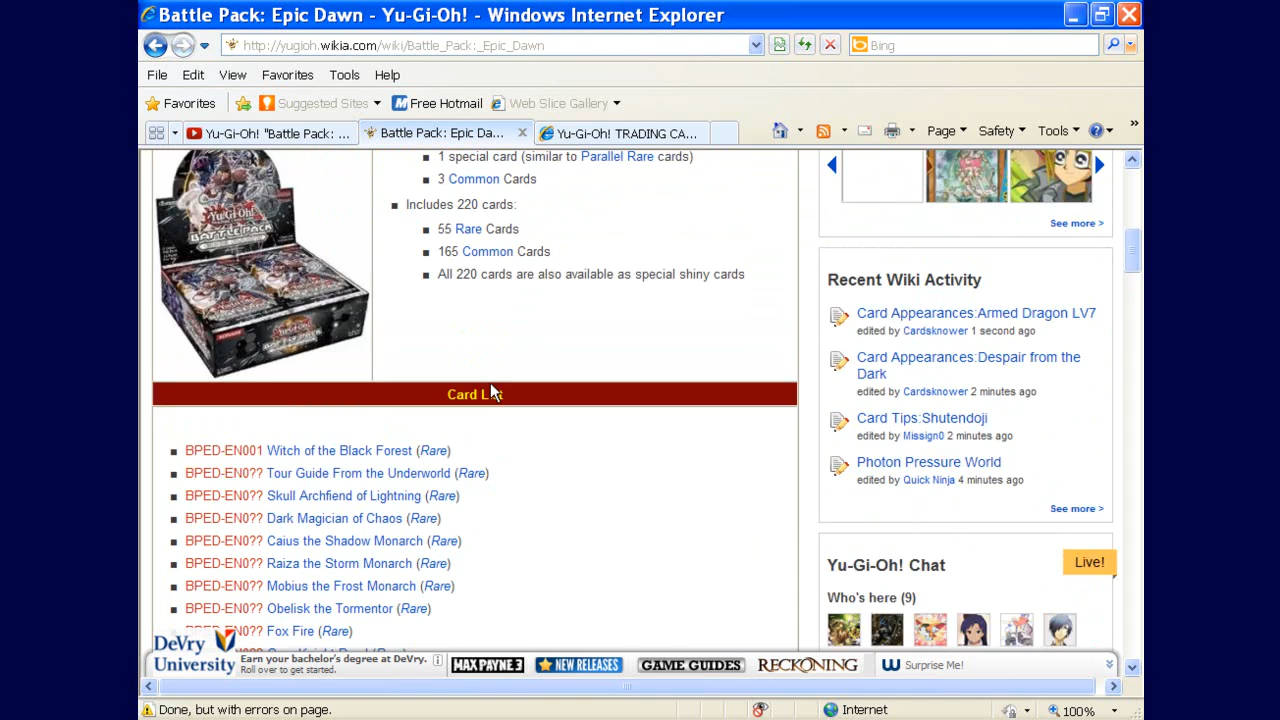 Battle Pack: Epic Dawn - Yu-Gi-Oh! - Windows Internet Explorer
http://yugioh.wikia.com/wiki/Battle_Pack:_Epic_Dawn
Bing
File Edit View Favorites Tools Help
Favorites Suggested Sites Free Hotmail Web Slice Gallery
Yu-Gi-Oh! "Battle Pack: ... Battle Pack: Epic Da... Yu-Gi-Oh! TRADING CA... Page Safety Tools
1 special card (similar to Parallel Rare cards)
3 Common Cards
Includes 220 cards:
55 Rare Cards
165 Common Cards
All 220 cards are also available as special shiny cards
BATTLE PACK
Card List
BPED-EN001 Witch of the Black Forest (Rare)
BPED-EN0?? Tour Guide From the Underworld (Rare)
BPED-EN0?? Skull Archfiend of Lightning (Rare)
BPED-EN0?? Dark Magician of Chaos (Rare)
BPED-EN0?? Caius the Shadow Monarch (Rare)
BPED-EN0?? Raiza the Storm Monarch (Rare)
BPED-EN0?? Mobius the Frost Monarch (Rare)
BPED-EN0?? Obelisk the Tormentor (Rare)
BPED-EN0?? Fox Fire (Rare)
See more >
Recent Wiki Activity
Card Appearances:Armed Dragon LV7
edited by Cardsknower 1 second ago
Card Appearances:Despair from the
Dark
edited by Cardsknower 2 minutes ago
Card Tips:Shutendoji
edited by Missign0 2 minutes ago
Photon Pressure World
edited by Quick Ninja 4 minutes ago
See more >
Yu-Gi-Oh! Chat Live!
Who's here (9)
DeVry University
Earn your bachelor's degree at DeVry.
Roll over to get started.
MAX PAYNE 3 NEW RELEASES GAME GUIDES RECKONING Surprise Me!
Done, but with errors on page. Internet 100%